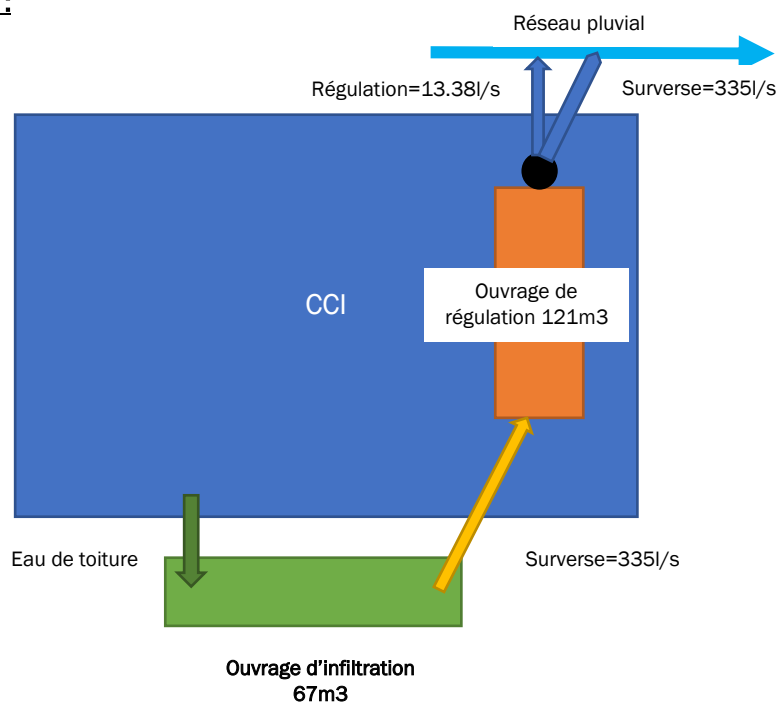 :
Réseau pluvial
Régulation=13.38l/s
Surverse=335l/s
CCI
Ouvrage de
régulation 121m3
Eau de toiture
Surverse=335l/s
Ouvrage d'infiltration
67m3